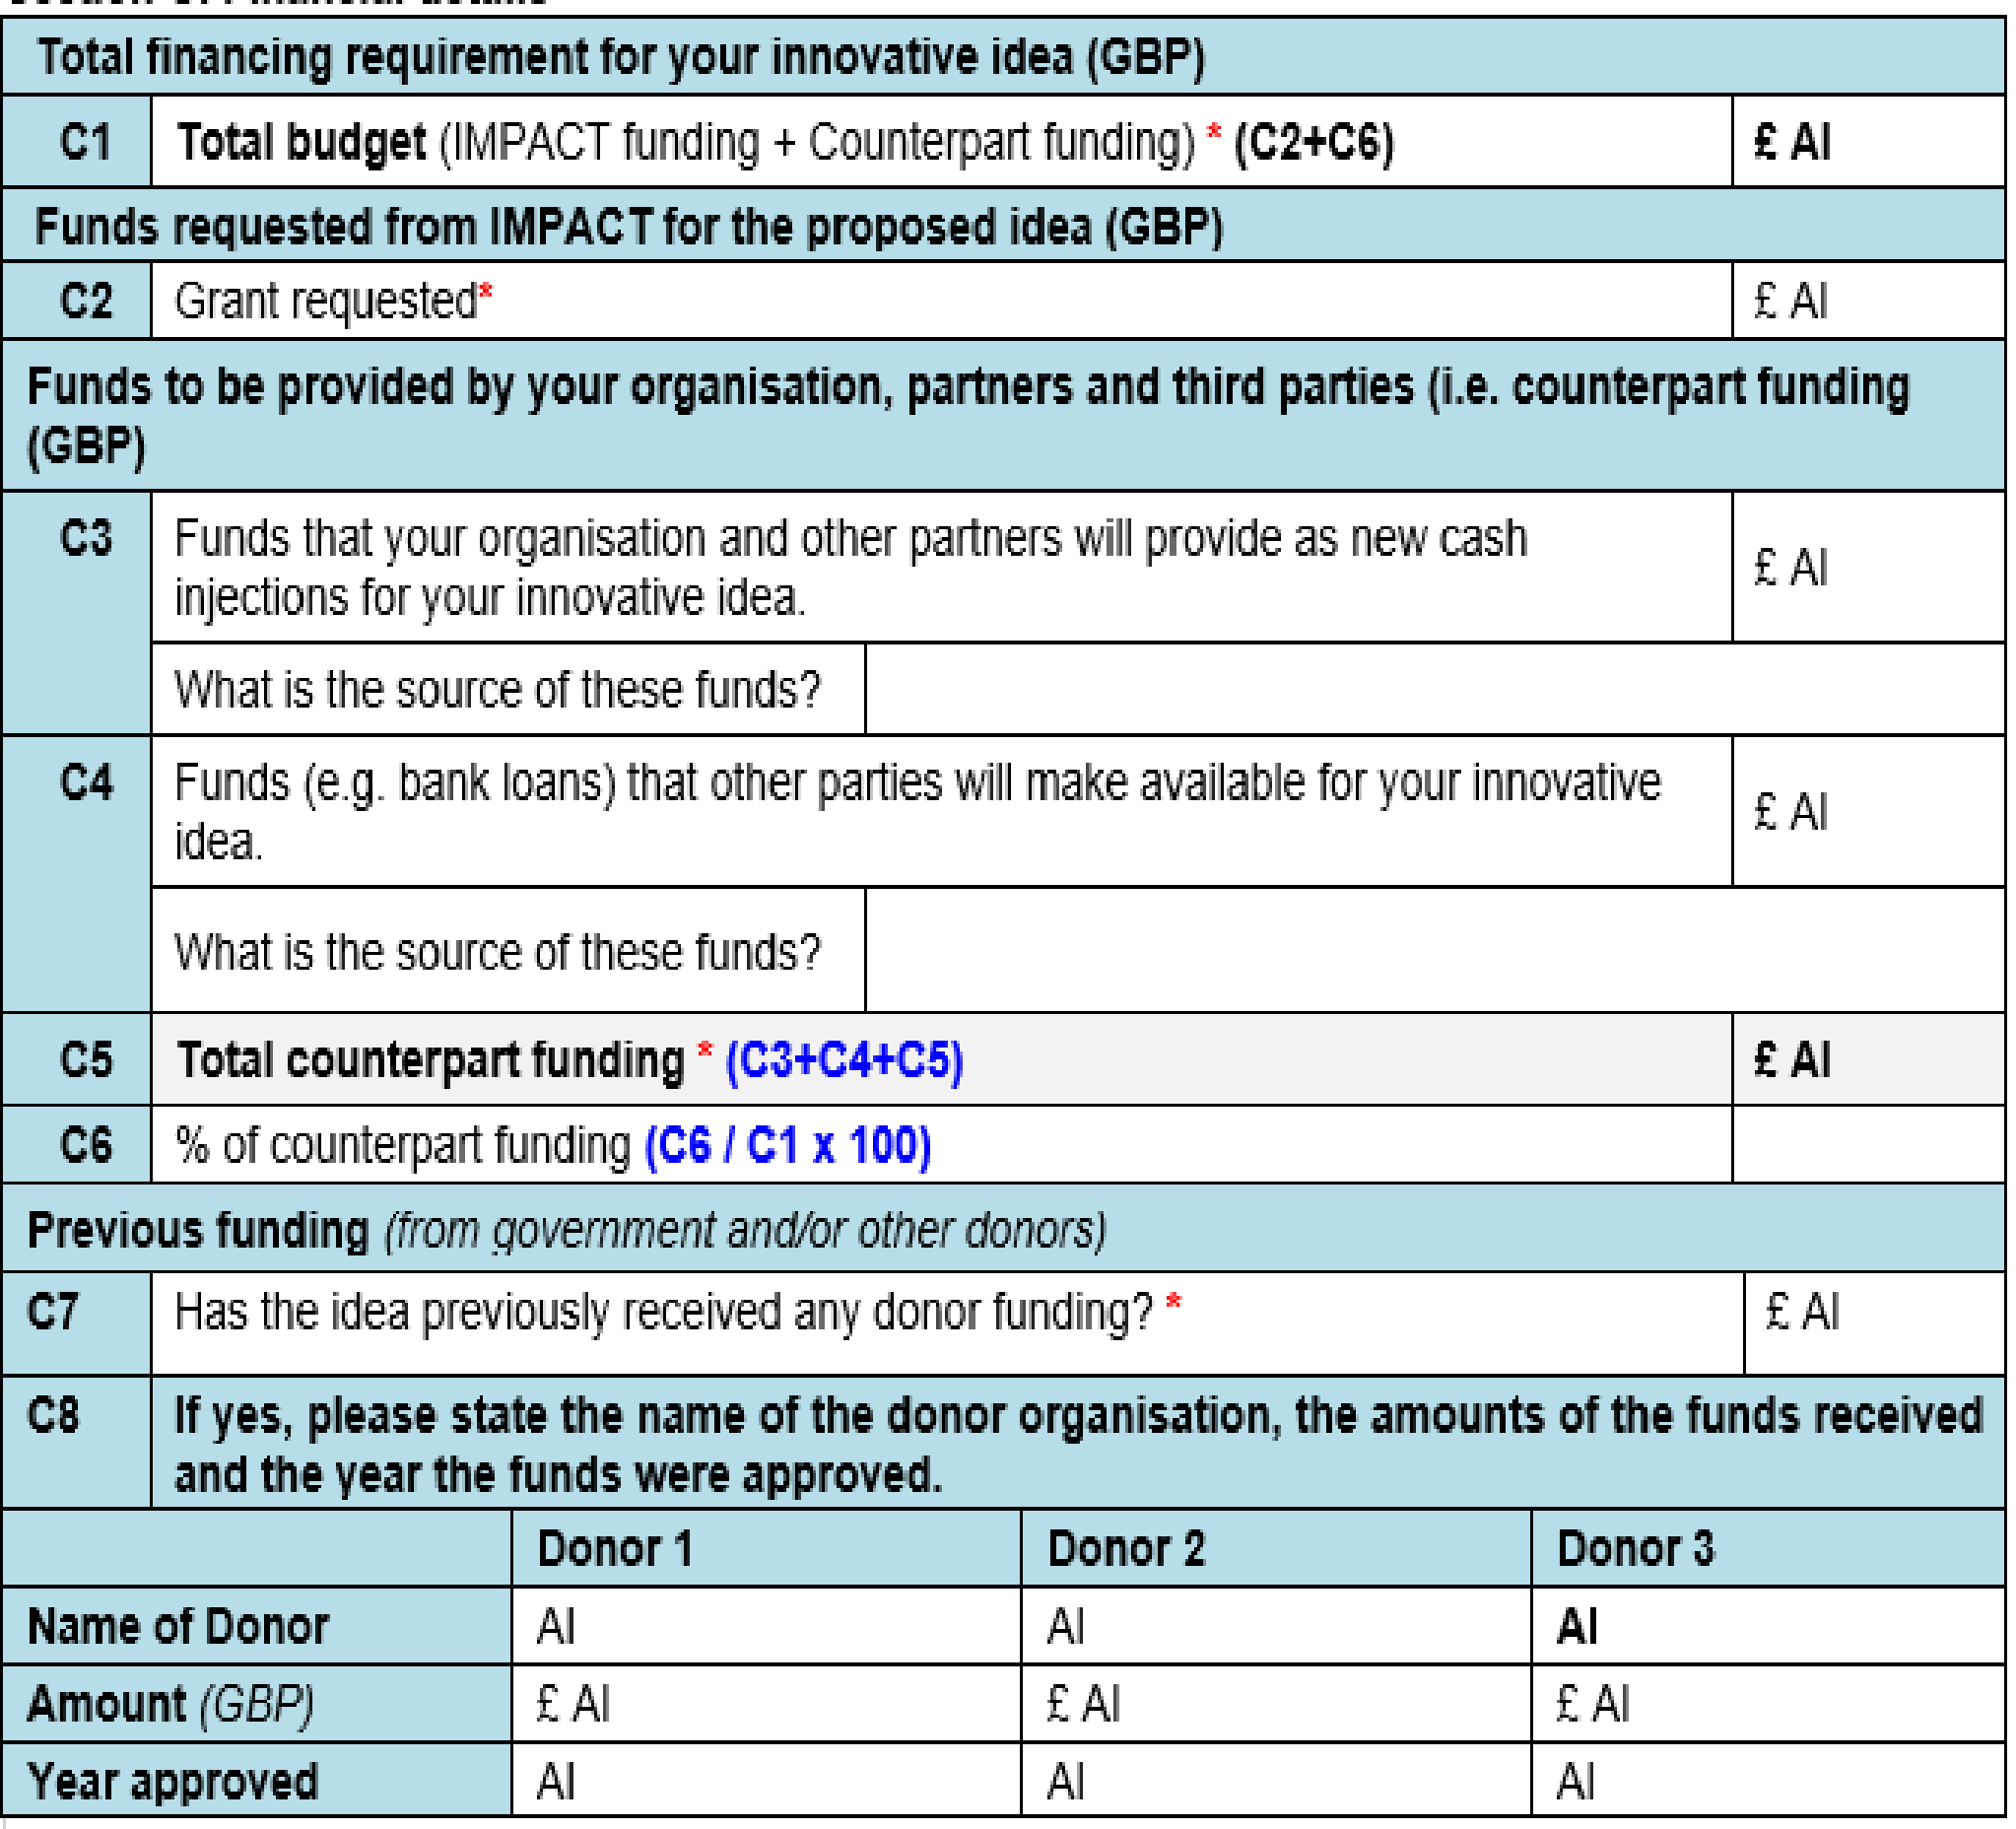 Total financing requirement for your innovative idea (GBP)
C1 Total budget (IMPACT funding + Counterpart funding) * (C2+C6) £ AI
Funds requested from IMPACT for the proposed idea (GBP)
C2 Grant requested* £ AI
Funds to be provided by your organisation, partners and third parties (i.e. counterpart funding
(GBP)
C3 Funds that your organisation and other partners will provide as new cash
injections for your innovative idea. £ AI
What is the source of these funds?
C4 Funds (e.g. bank loans) that other parties will make available for your innovative
idea. £ AI
What is the source of these funds?
C5 Total counterpart funding * (C3+C4+C5) £ AI
C6 % of counterpart funding (C6 / C1 x 100)
Previous funding (from government and/or other donors)
C7 Has the idea previously received any donor funding? * £ AI
C8 If yes, please state the name of the donor organisation, the amounts of the funds received
and the year the funds were approved.
Donor 1 Donor 2 Donor 3
Name of Donor AI AI AI
Amount (GBP) £ AI £ AI £ AI
Year approved AI AI AI